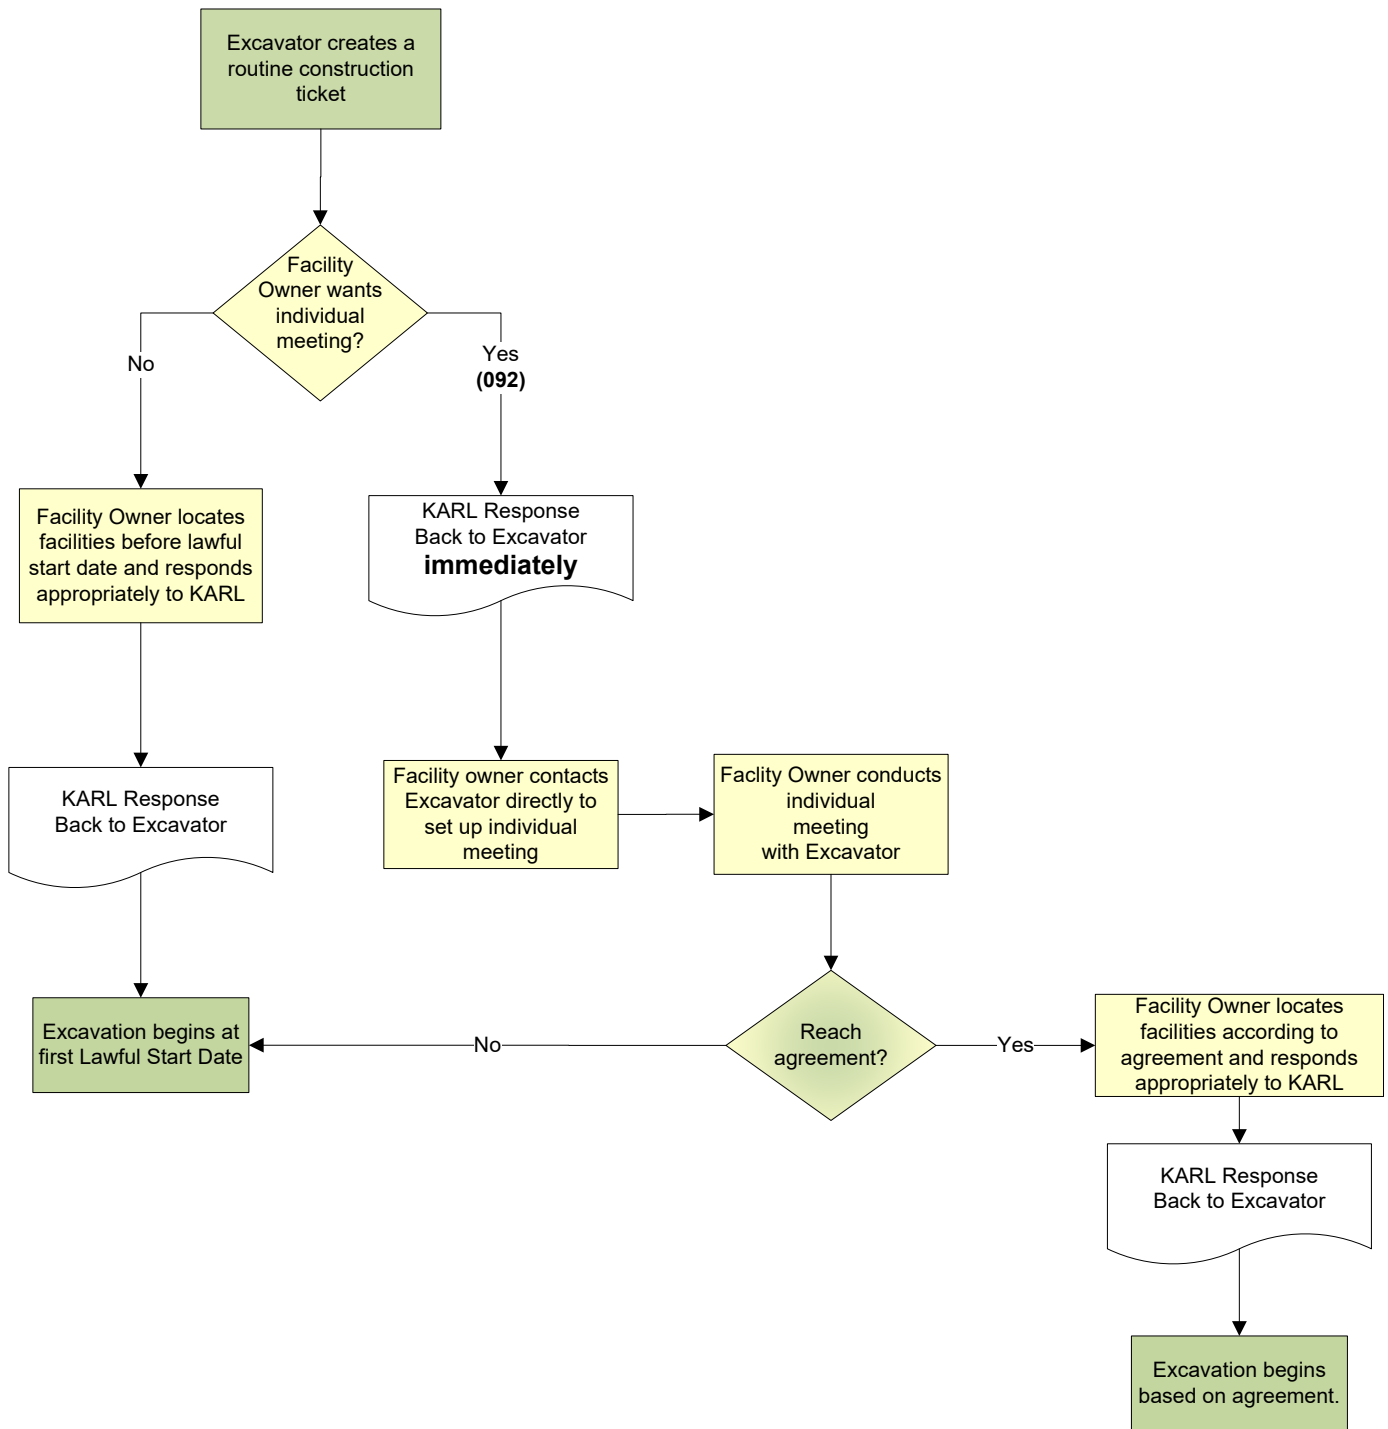 Excavator creates a
routine construction
ticket
Facility
Owner wants
individual
meeting?
No
Yes
(092)
Facility Owner locates
facilities before lawful
start date and responds
appropriately to KARL
KARL Response
Back to Excavator
immediately
KARL Response
Back to Excavator
Facility owner contacts
Excavator directly to
set up individual
meeting
Faclity Owner conducts
individual
meeting
with Excavator
Excavation begins at
first Lawful Start Date
No
Reach
agreement?
Yes
Facility Owner locates
facilities according to
agreement and responds
appropriately to KARL
KARL Response
Back to Excavator
Excavation begins
based on agreement.